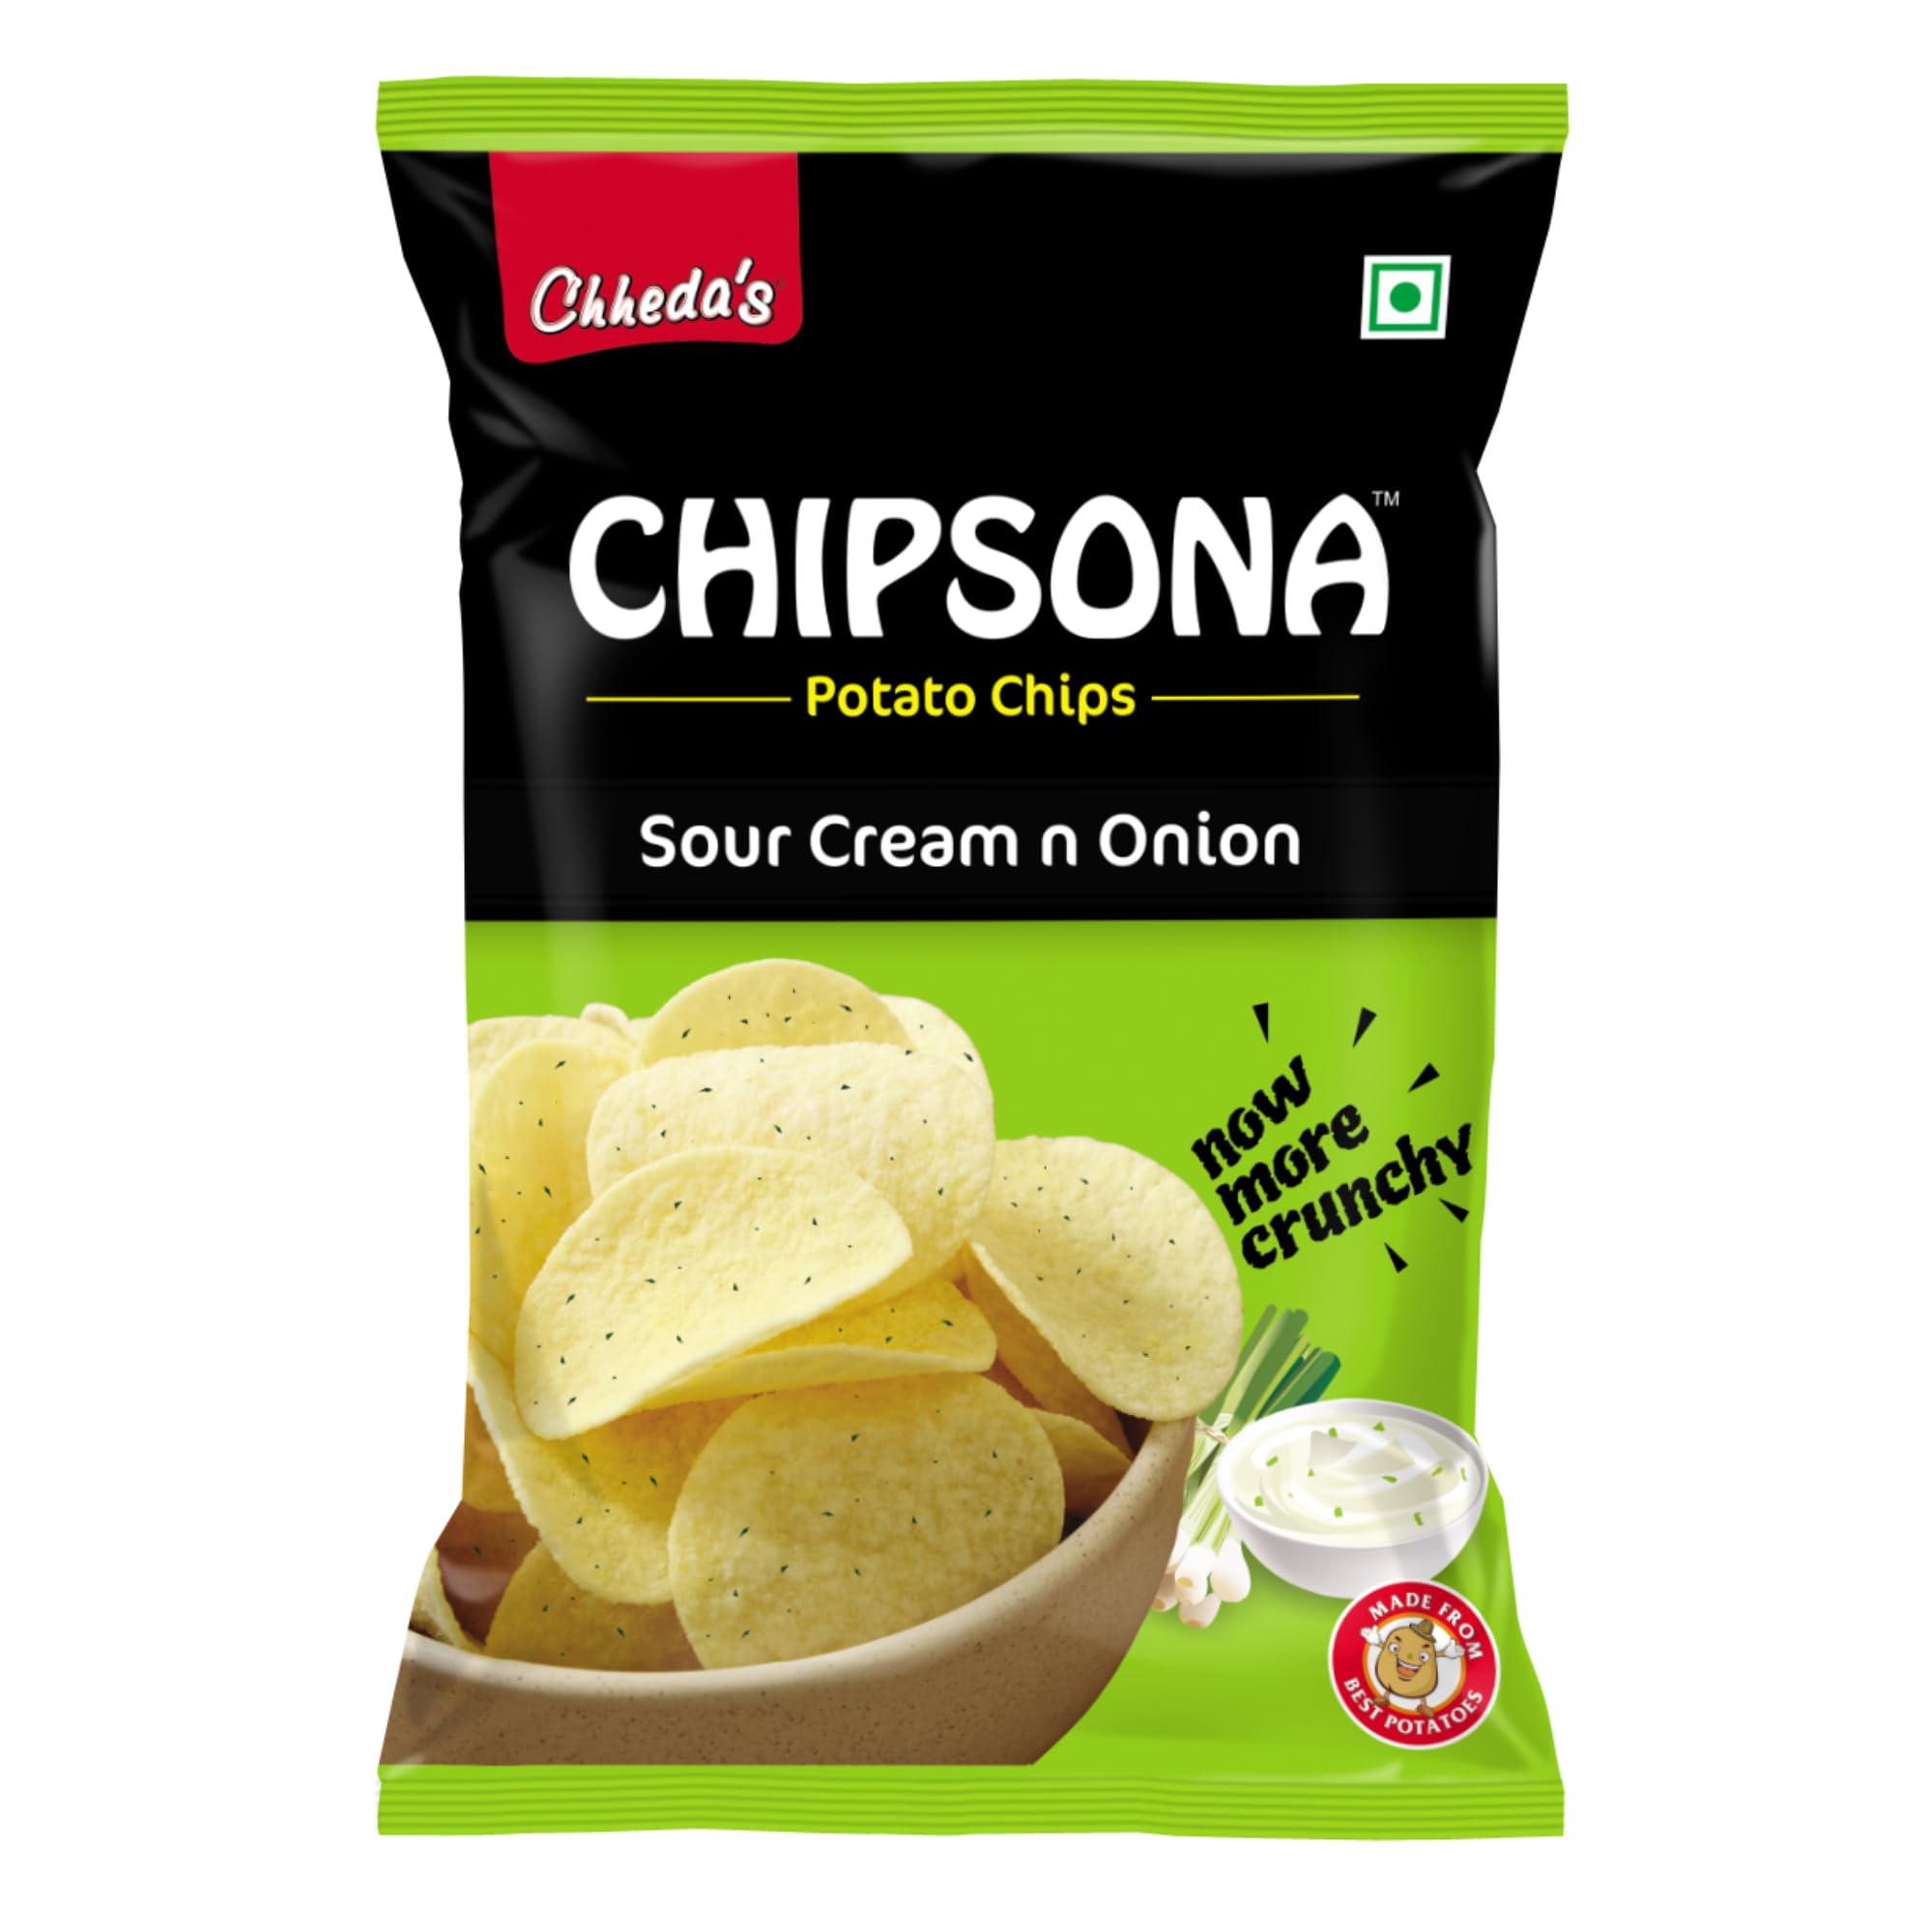 Chheda's
CHIPSONA™
Potato Chips
Sour Cream n Onion
now
more
crunchy
MADE FROM
BEST POTATOES